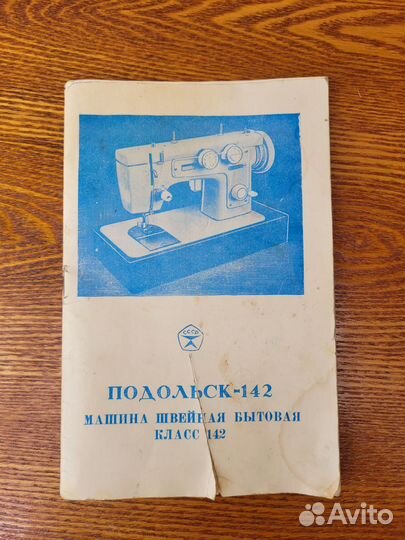 СССР
ПОДОЛЬСК-142
МАШИНА ШВЕЙНАЯ БЫТОВАЯ
КЛАСС 142
Avito